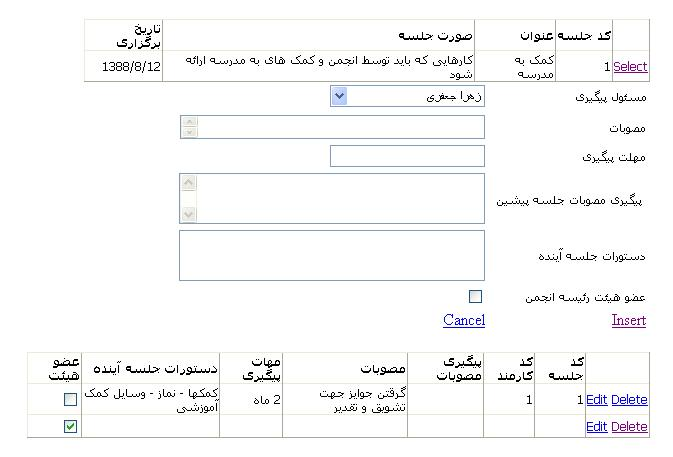 کد جلسه عنوان صورت جلسه تاریخ برگزاری
Select 1 کمک به مدرسه کارهایی که باید توسط انجمن و کمک های به مدرسه ارائه شود 1388/8/12
مسئول پیگیری زهرا جعفری
مصوبات
مهلت پیگیری
پیگیری مصوبات جلسه پیشین
دستورات جلسه آینده
عضو هیئت رئیسه انجمن
Insert Cancel
کد جلسه کد کارمند پیگیری مصوبات مصوبات مهات پیگیری دستورات جلسه آینده عضو هیئت
Edit Delete 1 1 گرفتن جوایز جهت تشویق و تقدیر 2 ماه کمکها - نماز - وسایل کمک آموزشی
Edit Delete